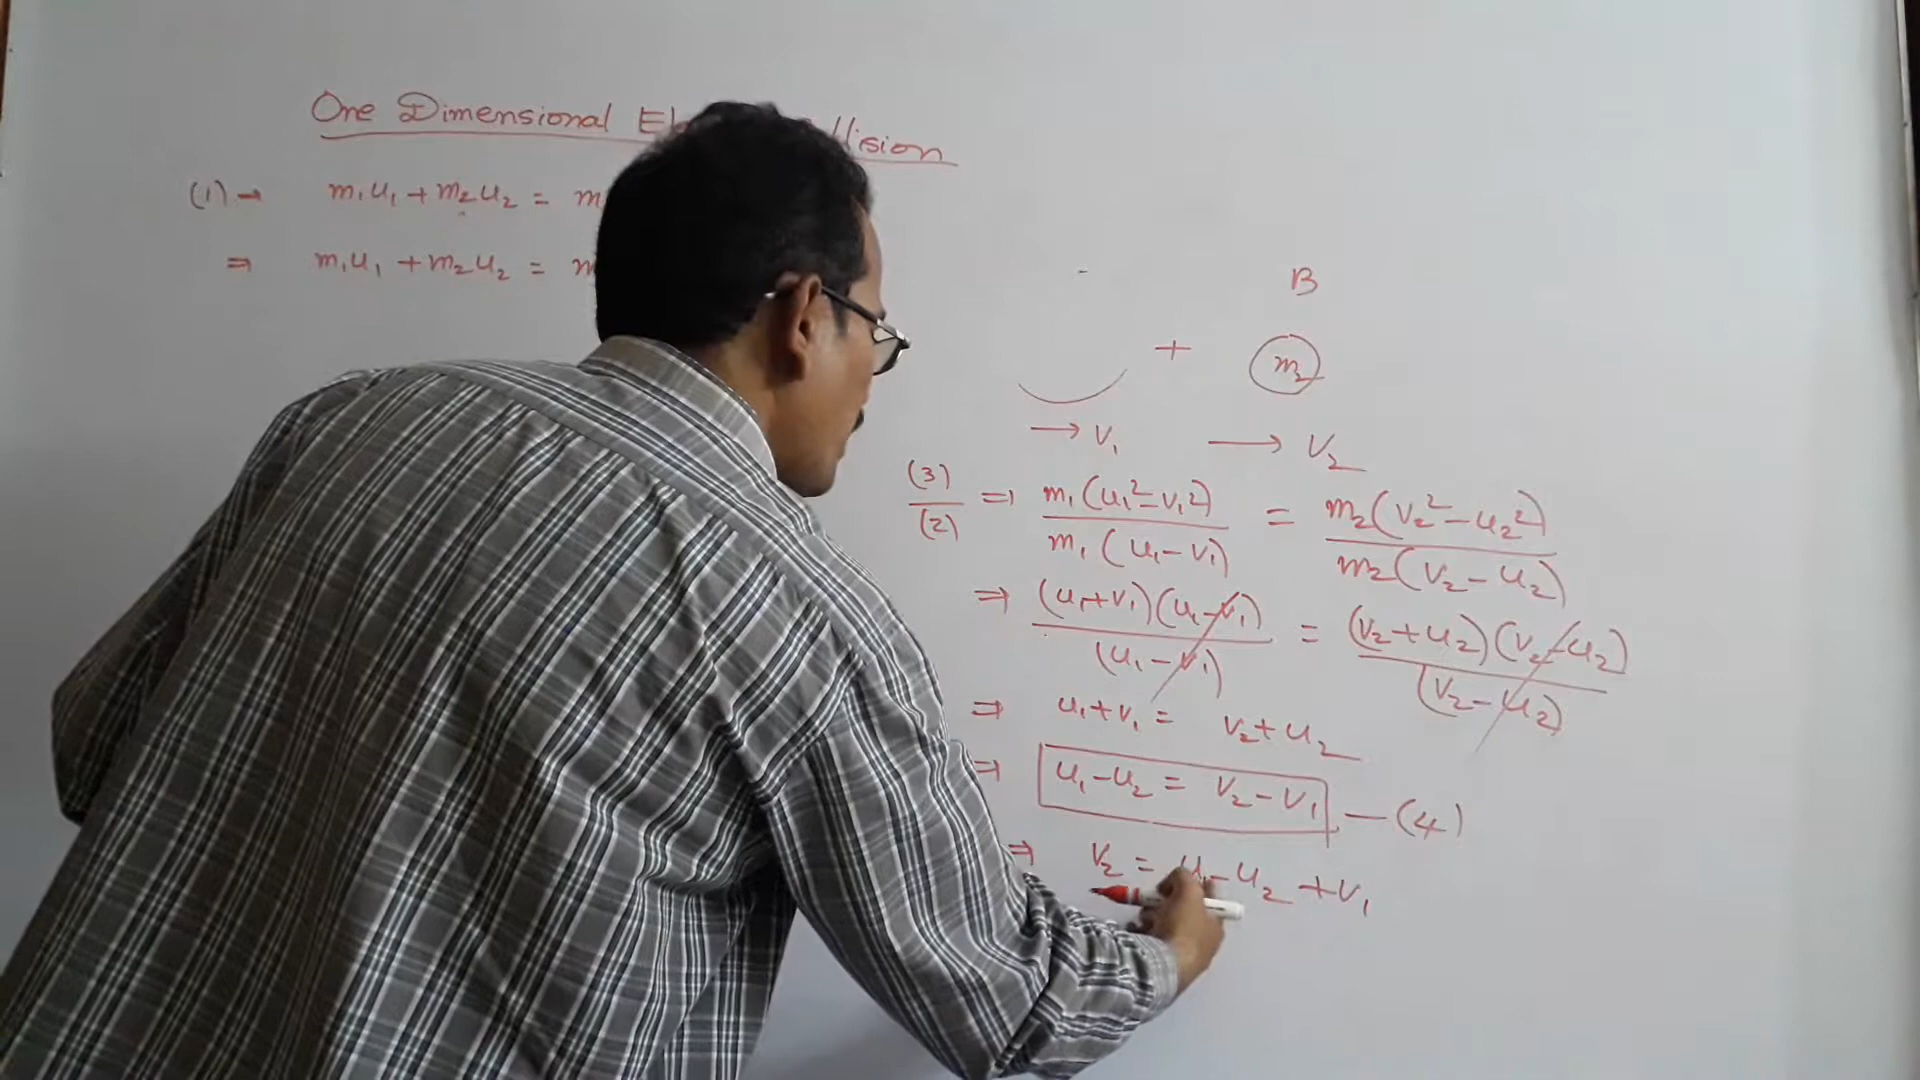 One Dimensional llision
(1) → m₁u₁ + m₂u₂ = m
⇒ m₁u₁ + m₂u₂ = m
B
+ m₂
→ v₁ → v₂
(3)/(2) ⇒ m₁(u₁² - v₁²)/m₁(u₁ - v₁) = m₂(v₂² - u₂²)/m₂(v₂ - u₂)
⇒ (u₁+v₁)(u₁-v₁)/(u₁-v₁) = (v₂+u₂)(v₂-u₂)/(v₂-u₂)
⇒ u₁+v₁ = v₂+u₂
⇒ u₁-u₂ = v₂-v₁ — (4)
⇒ v₂ = u₁-u₂ +v₁